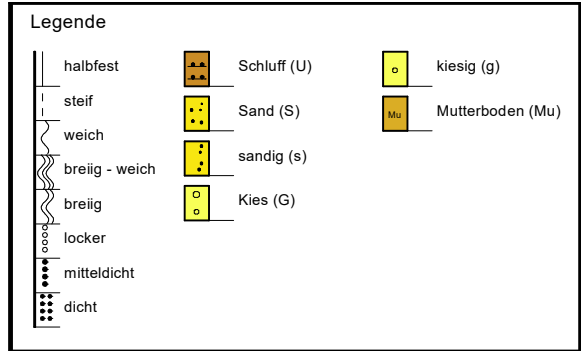 Legende
halbfest
steif
weich
breiig - weich
breiig
locker
mitteldicht
dicht
Schluff (U)
Sand (S)
sandig (s)
Kies (G)
kiesig (g)
Mu
Mutterboden (Mu)